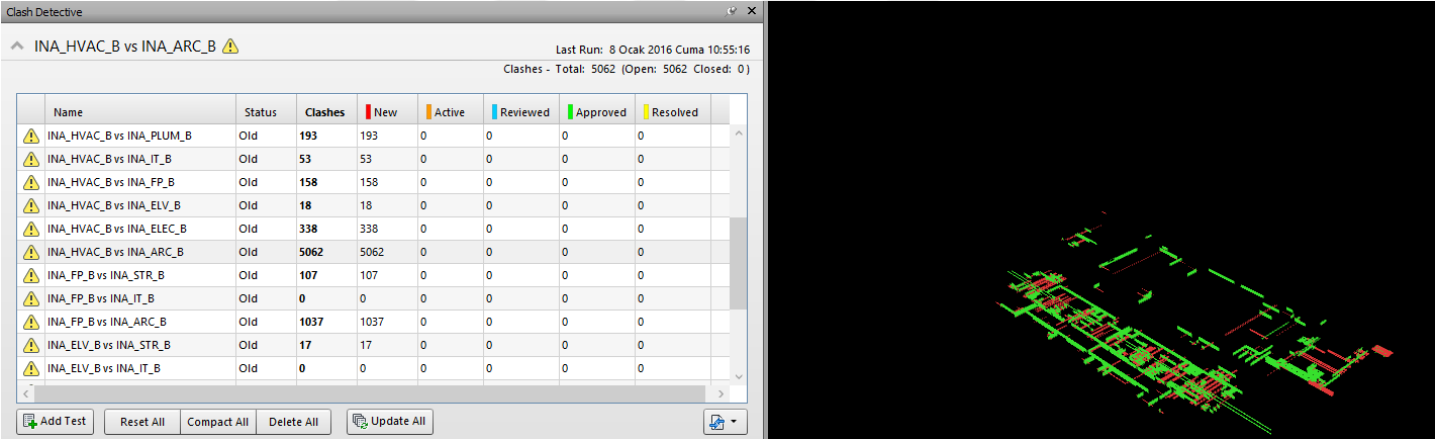 Clash Detective
INA_HVAC_B vs INA_ARC_B
Last Run: 8 Ocak 2016 Cuma 10:55:16
Clashes - Total: 5062 (Open: 5062 Closed: 0)
Name Status Clashes New Active Reviewed Approved Resolved
INA_HVAC_B vs INA_PLUM_B Old 193 193 0 0 0 0
INA_HVAC_B vs INA_IT_B Old 53 53 0 0 0 0
INA_HVAC_B vs INA_FP_B Old 158 158 0 0 0 0
INA_HVAC_B vs INA_ELV_B Old 18 18 0 0 0 0
INA_HVAC_B vs INA_ELEC_B Old 338 338 0 0 0 0
INA_HVAC_B vs INA_ARC_B Old 5062 5062 0 0 0 0
INA_FP_B vs INA_STR_B Old 107 107 0 0 0 0
INA_FP_B vs INA_IT_B Old 0 0 0 0 0 0
INA_FP_B vs INA_ARC_B Old 1037 1037 0 0 0 0
INA_ELV_B vs INA_STR_B Old 17 17 0 0 0 0
INA_ELV_B vs INA_IT_B Old 0 0 0 0 0 0
Add Test Reset All Compact All Delete All Update All